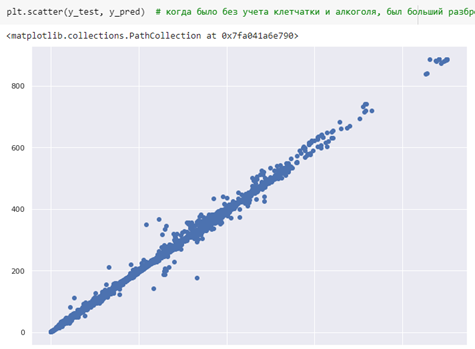 plt.scatter(y_test, y_pred) # когда было без учета клетчатки и алкоголя, был больший
<matplotlib.collections.PathCollection at 0x7fa041a6e790>
800
600
400
200
0